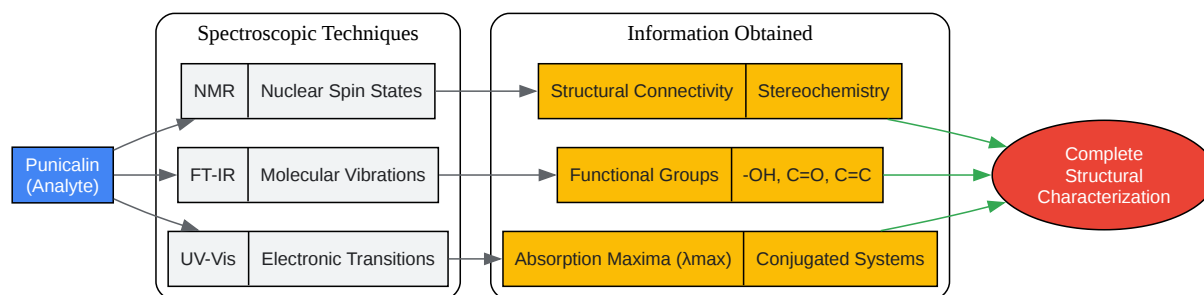 Spectroscopic Techniques
Information Obtained
NMR
Nuclear Spin States
Structural Connectivity
Stereochemistry
Punicalin
(Analyte)
FT-IR
Molecular Vibrations
Functional Groups
-OH, C=O, C=C
Complete
Structural
Characterization
UV-Vis
Electronic Transitions
Absorption Maxima (λmax)
Conjugated Systems